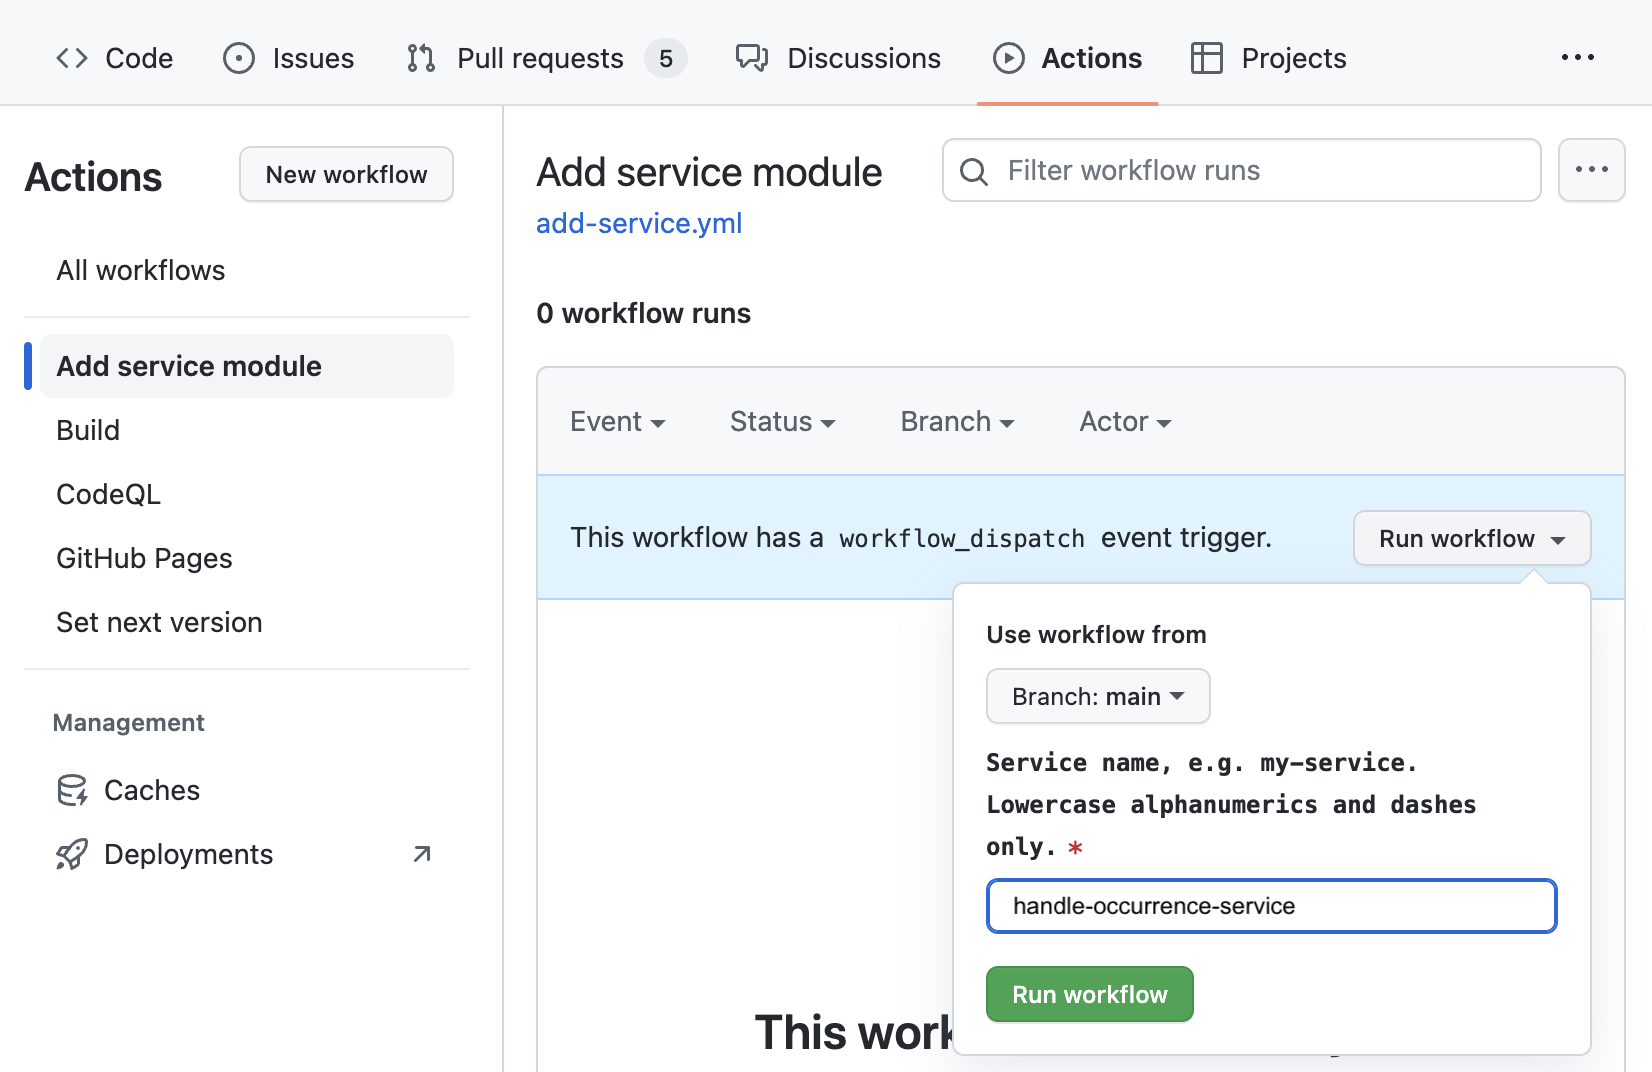 Code Issues Pull requests 5 Discussions Actions Projects
Actions
New workflow
All workflows
Add service module
Build
CodeQL
GitHub Pages
Set next version
Management
Caches
Deployments
Add service module
Filter workflow runs
add-service.yml
0 workflow runs
Event Status Branch Actor
This workflow has a workflow_dispatch event trigger.
Run workflow
Use workflow from
Branch: main
Service name, e.g. my-service.
Lowercase alphanumerics and dashes
only. *
handle-occurrence-service
Run workflow
This